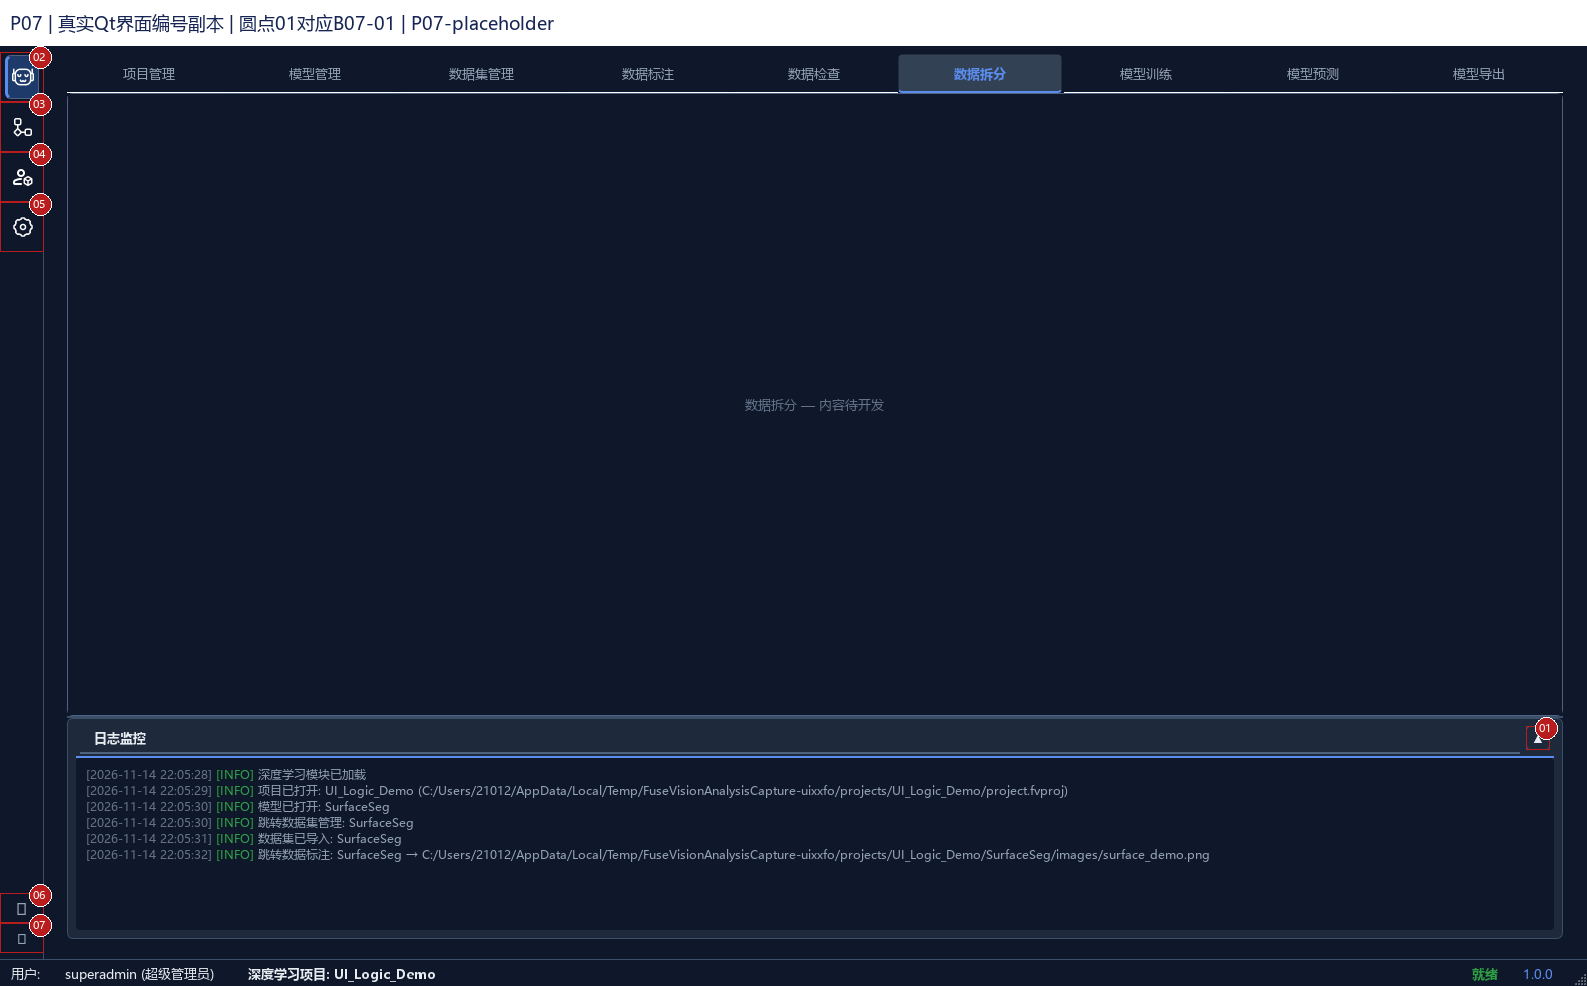 P07 | 真实Qt界面编号副本 | 圆点01对应B07-01 | P07-placeholder
02
项目管理 模型管理 数据集管理 数据标注 数据检查 数据拆分 模型训练 模型预测 模型导出
03
04
05
数据拆分 — 内容待开发
日志监控
01
[2026-11-14 22:05:28] [INFO] 深度学习模块已加载
[2026-11-14 22:05:29] [INFO] 项目已打开: UI_Logic_Demo (C:/Users/21012/AppData/Local/Temp/FuseVisionAnalysisCapture-uixxfo/projects/UI_Logic_Demo/project.fvproj)
[2026-11-14 22:05:30] [INFO] 模型已打开: SurfaceSeg
[2026-11-14 22:05:30] [INFO] 跳转数据集管理: SurfaceSeg
[2026-11-14 22:05:31] [INFO] 数据集已导入: SurfaceSeg
[2026-11-14 22:05:32] [INFO] 跳转数据标注: SurfaceSeg → C:/Users/21012/AppData/Local/Temp/FuseVisionAnalysisCapture-uixxfo/projects/UI_Logic_Demo/SurfaceSeg/images/surface_demo.png
06
07
用户: superadmin (超级管理员) 深度学习项目: UI_Logic_Demo 就绪 1.0.0